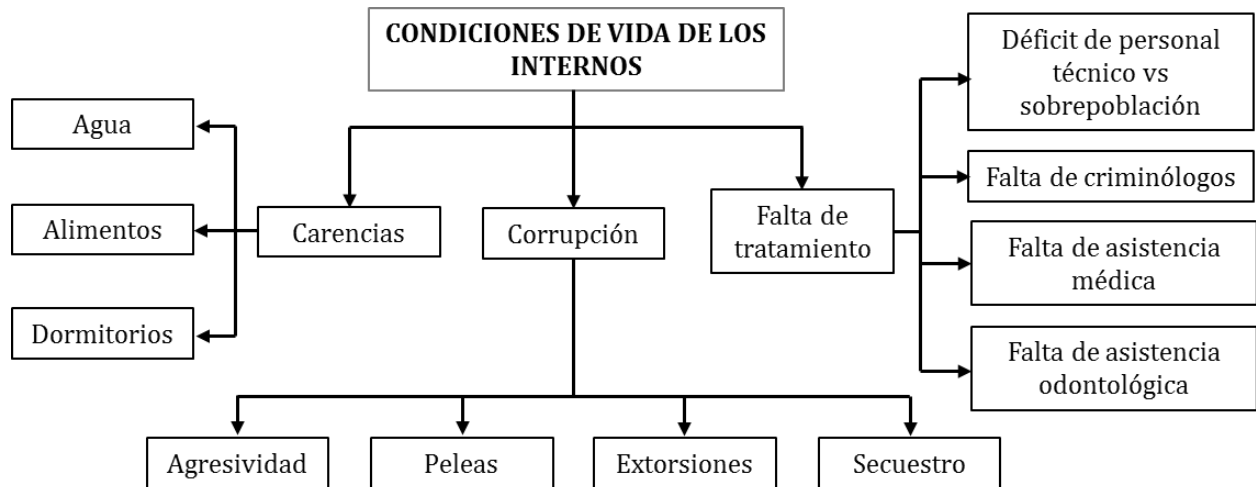 CONDICIONES DE VIDA DE LOS
INTERNOS
Agua
Alimentos
Dormitorios
Carencias
Corrupción
Falta de
tratamiento
Déficit de personal
técnico vs
sobrepoblación
Falta de criminólogos
Falta de asistencia
médica
Falta de asistencia
odontológica
Agresividad
Peleas
Extorsiones
Secuestro